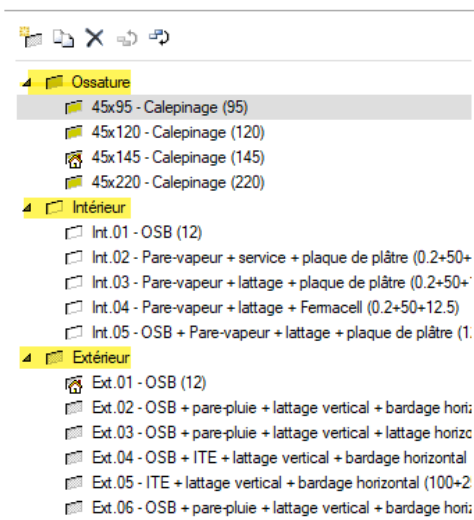 Ossature
45x95 - Calepinage (95)
45x120 - Calepinage (120)
45x145 - Calepinage (145)
45x220 - Calepinage (220)
Intérieur
Int.01 - OSB (12)
Int.02 - Pare-vapeur + service + plaque de plâtre (0.2+50+
Int.03 - Pare-vapeur + lattage + plaque de plâtre (0.2+50+
Int.04 - Pare-vapeur + lattage + Fermacell (0.2+50+12.5)
Int.05 - OSB + Pare-vapeur + lattage + plaque de plâtre (1
Extérieur
Ext.01 - OSB (12)
Ext.02 - OSB + pare-pluie + lattage vertical + bardage
Ext.03 - OSB + pare-pluie + lattage vertical + lattage
Ext.04 - OSB + ITE + lattage vertical + bardage horizontal
Ext.05 - ITE + lattage vertical + bardage horizontal (100+2
Ext.06 - OSB + pare-pluie + lattage vertical + bardage